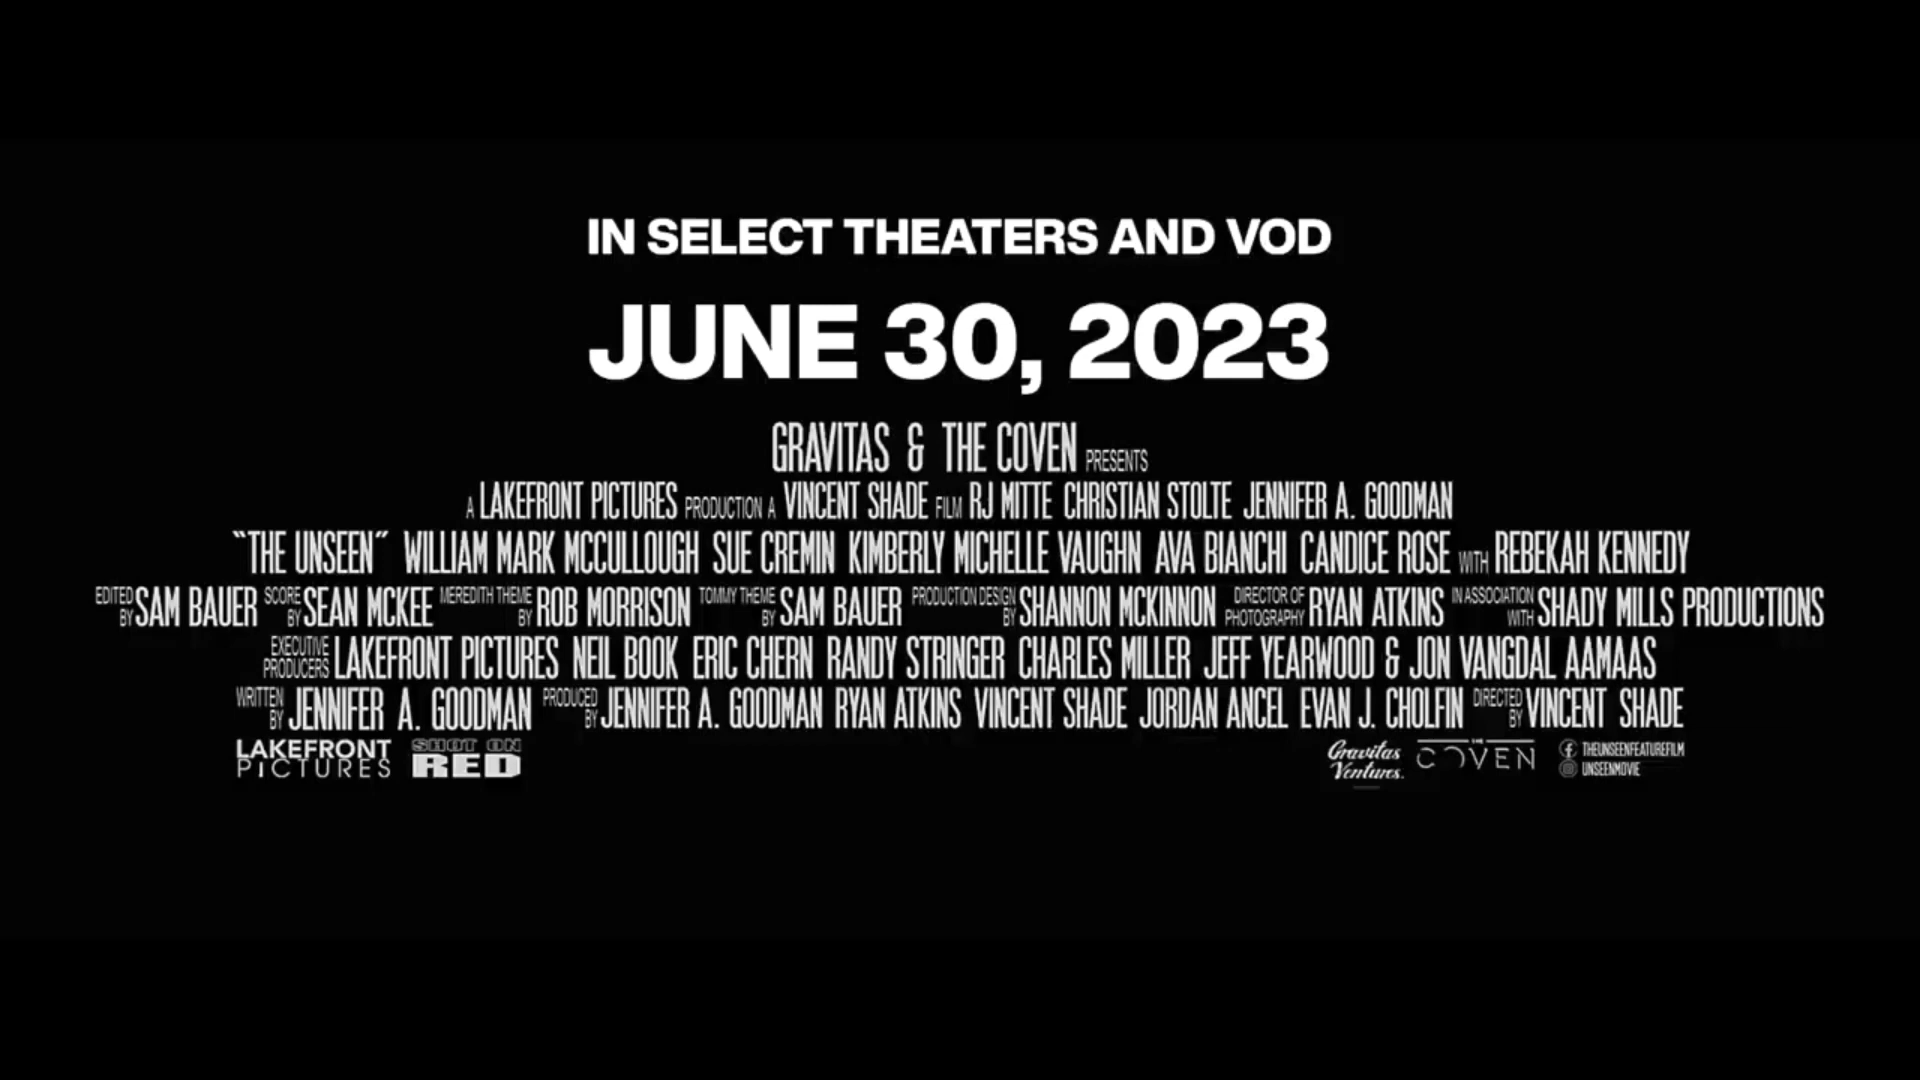 IN SELECT THEATERS AND VOD
JUNE 30, 2023
GRAVITAS & THE COVEN PRESENTS
A LAKEFRONT PICTURES PRODUCTION A VINCENT SHADE FILM RJ MITTE CHRISTIAN STOLTE JENNIFER A. GOODMAN
"THE UNSEEN" WILLIAM MARK MCCULLOUGH SUE CREMIN KIMBERLY MICHELLE VAUGHN AVA BIANCHI CANDICE ROSE WITH REBEKAH KENNEDY
EDITED BY SAM BAUER SCORE BY SEAN MCKEE MEREDITH THEME BY ROB MORRISON TOMMY THEME BY SAM BAUER PRODUCTION DESIGN BY SHANNON MCKINNON DIRECTOR OF PHOTOGRAPHY RYAN ATKINS IN ASSOCIATION WITH SHADY MILLS PRODUCTIONS
EXECUTIVE PRODUCERS LAKEFRONT PICTURES NEIL BOOK ERIC CHERN RANDY STRINGER CHARLES MILLER JEFF YEARWOOD & JON VANGDAL AAMAAS
WRITTEN BY JENNIFER A. GOODMAN PRODUCED BY JENNIFER A. GOODMAN RYAN ATKINS VINCENT SHADE JORDAN ANCEL EVAN J. CHOLFIN DIRECTED BY VINCENT SHADE
LAKEFRONT PICTURES SHOT ON RED Gravitas Ventures. THE COVEN THEUNSEENFEATUREFILM
UNSEENMOVIE